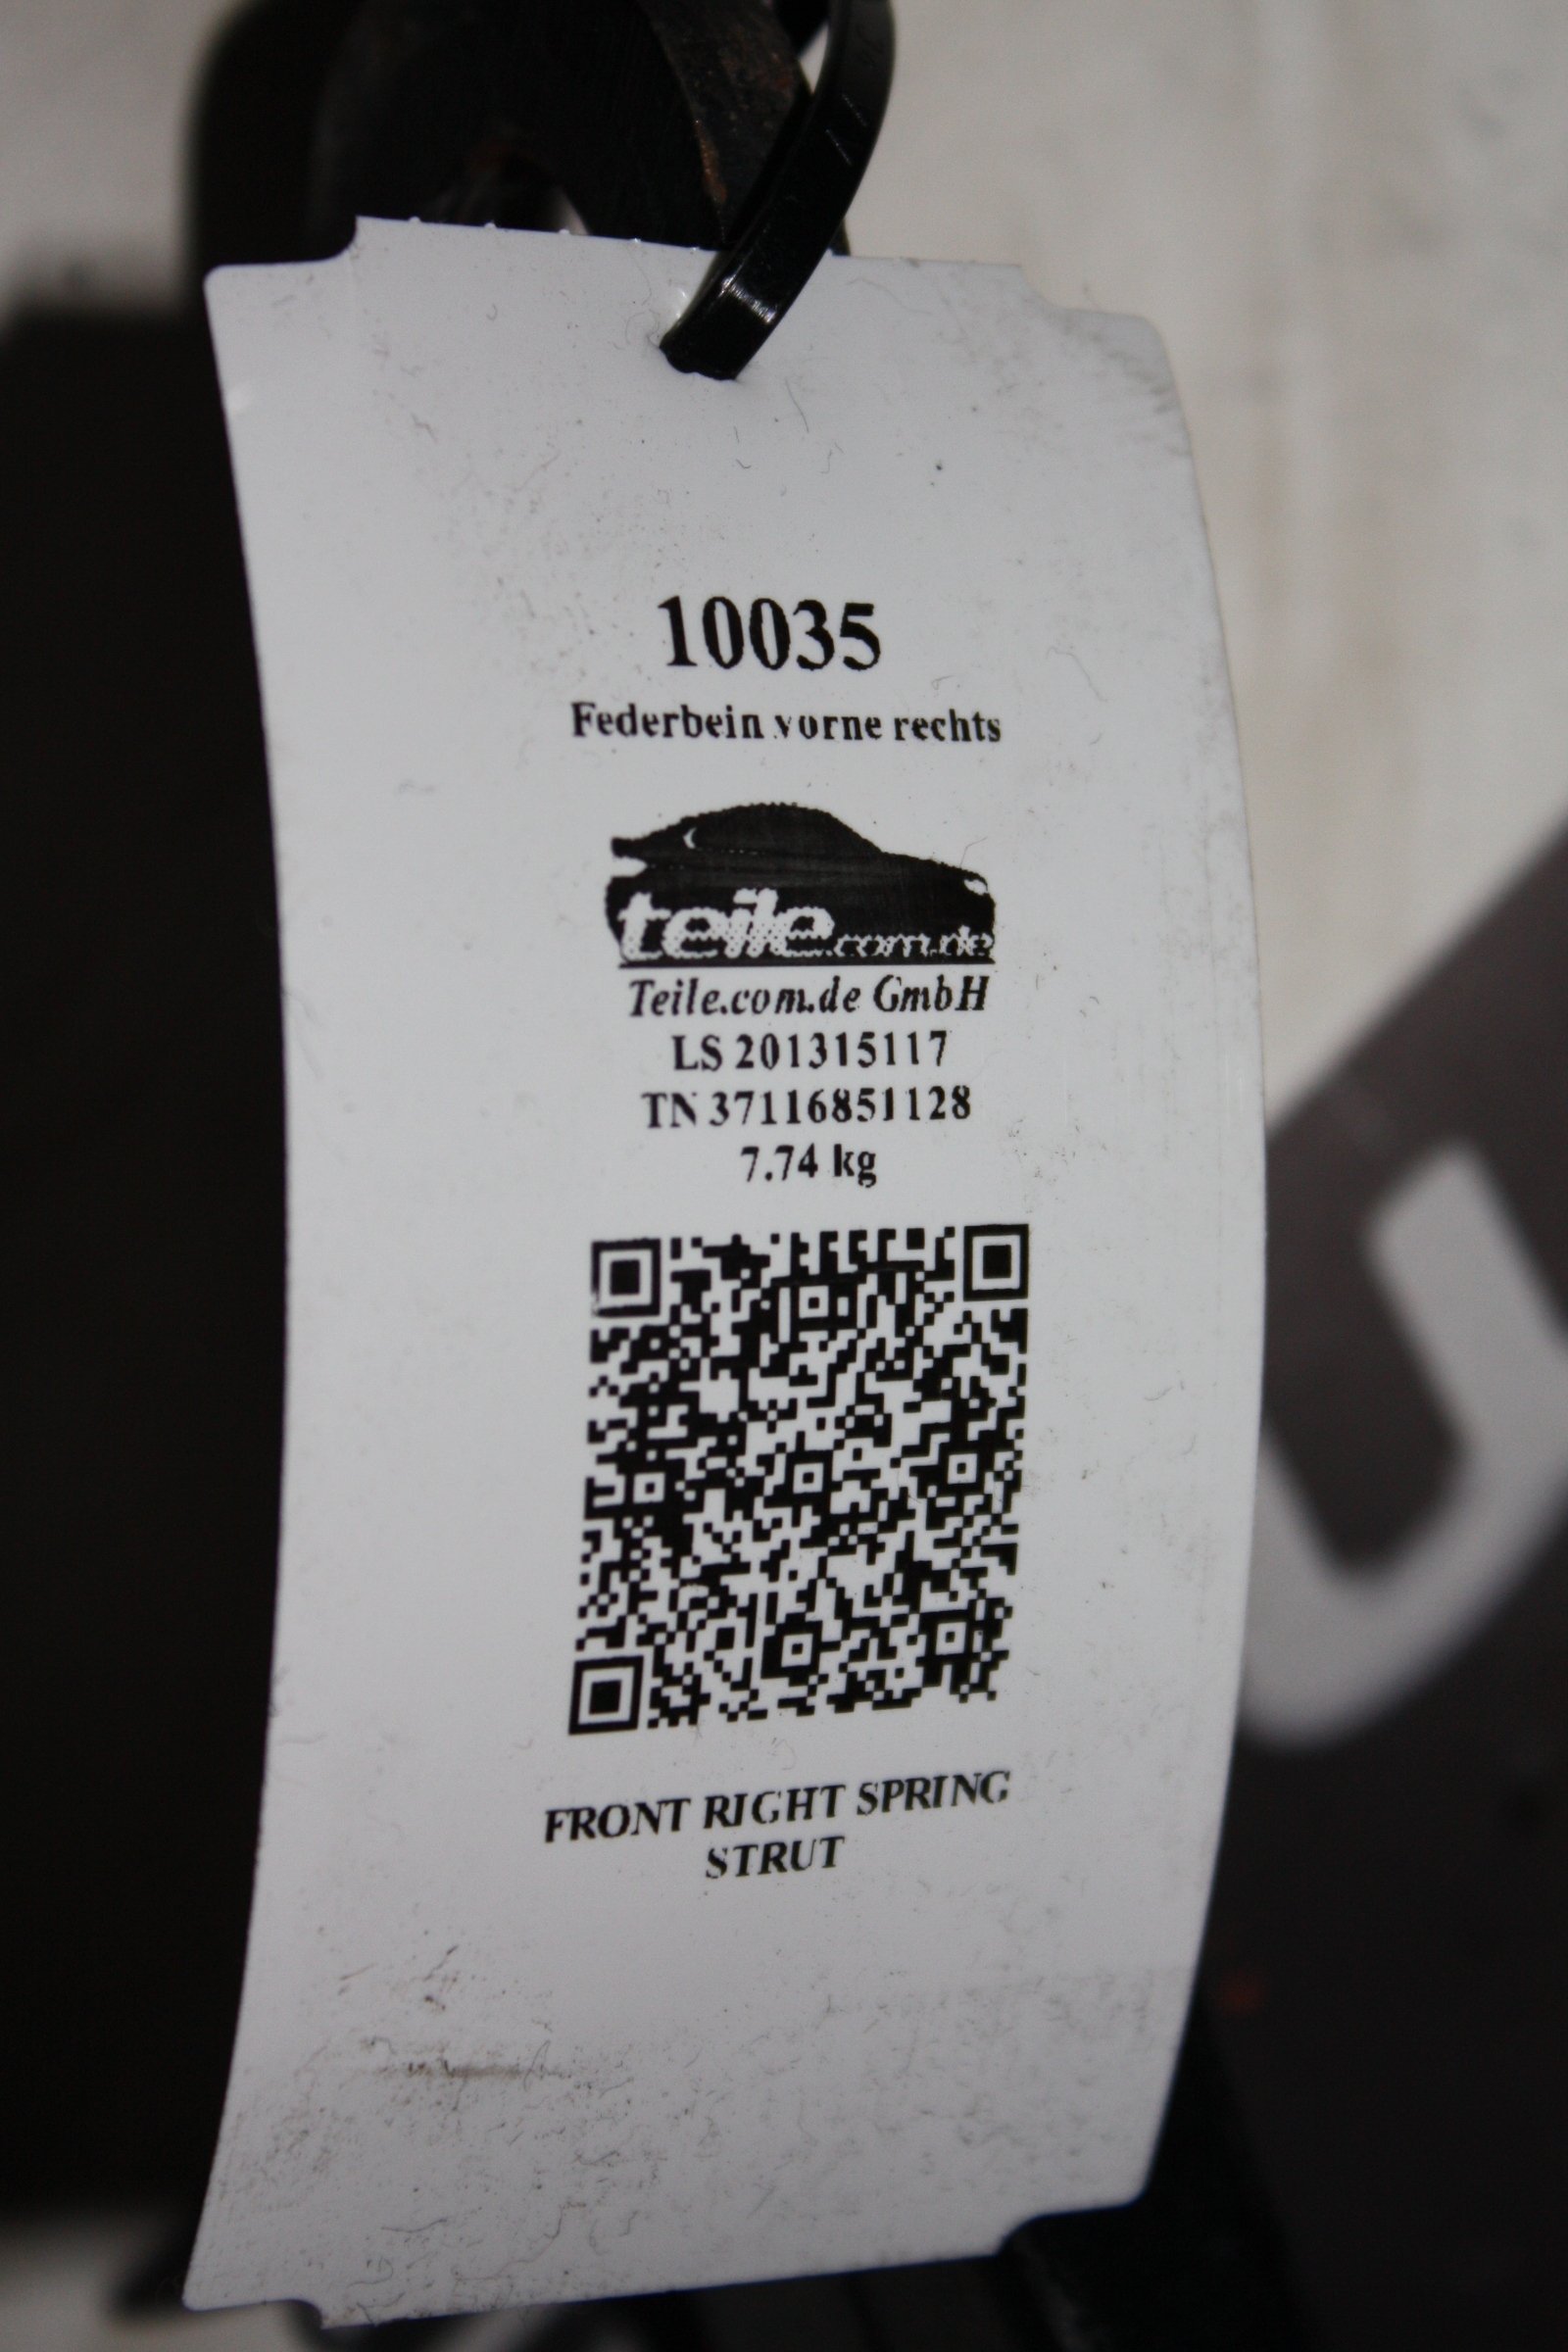 10035
Federbein vorne rechts
teile.com.de
Teile.com.de GmbH
LS 201315117
TN 37116851128
7.74 kg
FRONT RIGHT SPRING
STRUT